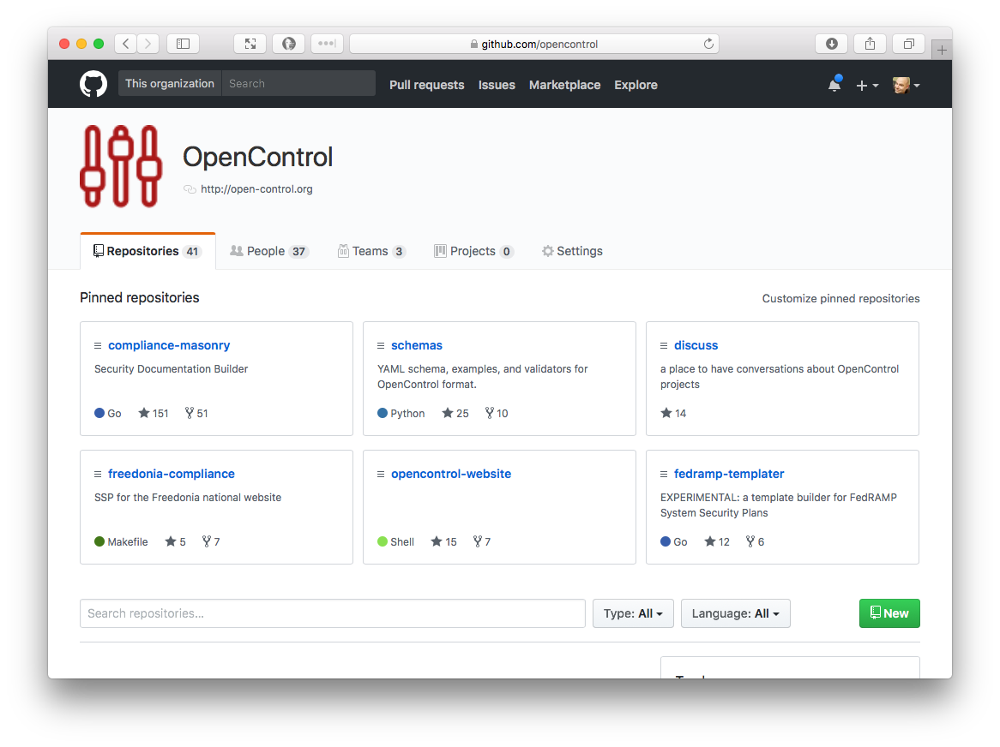 github.com/opencontrol
This organization Search Pull requests Issues Marketplace Explore
OpenControl
http://open-control.org
Repositories 41 People 37 Teams 3 Projects 0 Settings
Pinned repositories Customize pinned repositories
compliance-masonry
Security Documentation Builder
Go 151 51
schemas
YAML schema, examples, and validators for
OpenControl format.
Python 25 10
discuss
a place to have conversations about OpenControl
projects
14
freedonia-compliance
SSP for the Freedonia national website
Makefile 5 7
opencontrol-website
Shell 15 7
fedramp-templater
EXPERIMENTAL: a template builder for FedRAMP
System Security Plans
Go 12 6
Search repositories... Type: All Language: All New